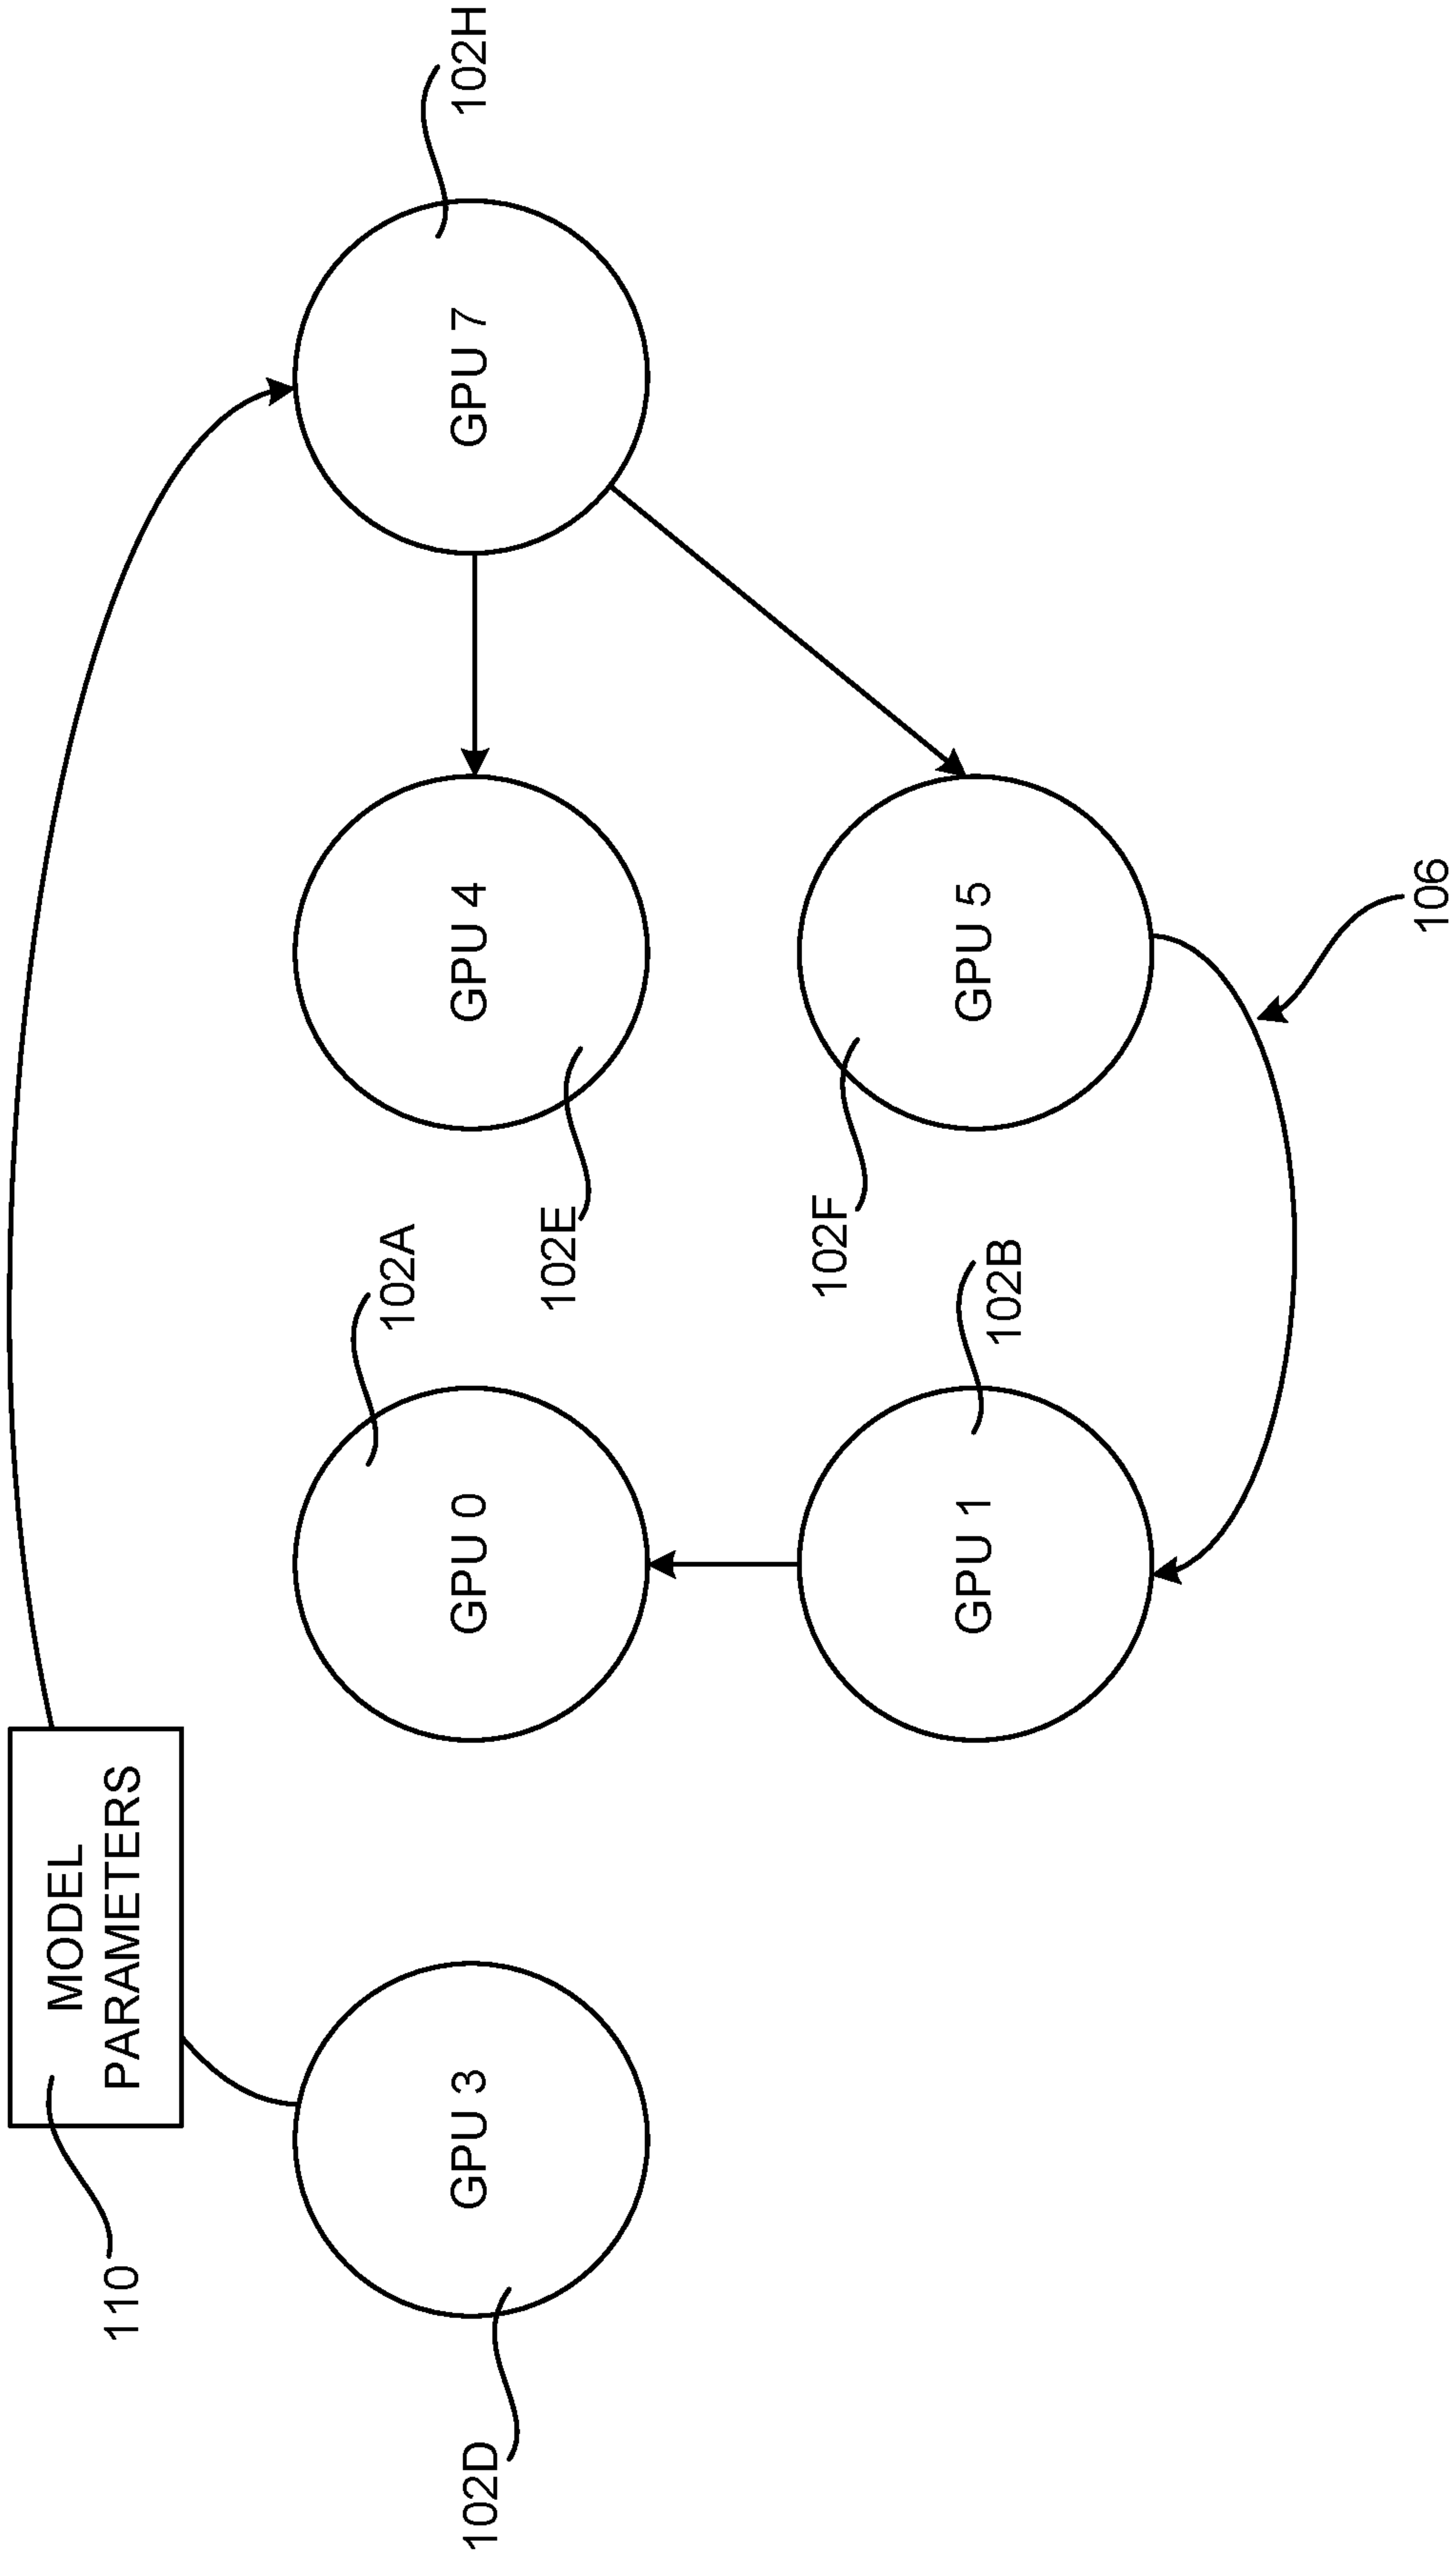 110
MODEL
PARAMETERS
102A
102D
GPU 3
GPU 0
GPU 4
GPU 7
102H
102E
102F
GPU 1
102B
GPU 5
106